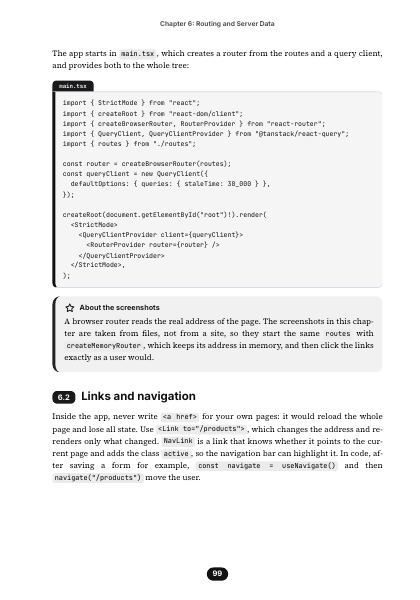 Chapter 6: Routing and Server Data
The app starts in main.tsx, which creates a router from the routes and a query client,
and provides both to the whole tree:
main.tsx
import { StrictMode } from "react";
import { createRoot } from "react-dom/client";
import { createBrowserRouter, RouterProvider } from "react-router";
import { QueryClient, QueryClientProvider } from "@tanstack/react-query";
import { routes } from "./routes";
const router = createBrowserRouter(routes);
const queryClient = new QueryClient({
  defaultOptions: { queries: { staleTime: 30_000 } },
});
createRoot(document.getElementById("root")!).render(
  <StrictMode>
    <QueryClientProvider client={queryClient}>
      <RouterProvider router={router} />
    </QueryClientProvider>
  </StrictMode>,
);
About the screenshots
A browser router reads the real address of the page. The screenshots in this chap-
ter are taken from files, not from a site, so they start the same routes with
createMemoryRouter, which keeps its address in memory, and then click the links
exactly as a user would.
6.2 Links and navigation
Inside the app, never write <a href> for your own pages: it would reload the whole
page and lose all state. Use <Link to="/products">, which changes the address and re-
renders only what changed. NavLink is a link that knows whether it points to the cur-
rent page and adds the class active, so the navigation bar can highlight it. In code, af-
ter saving a form for example, const navigate = useNavigate() and then
navigate("/products") move the user.
99